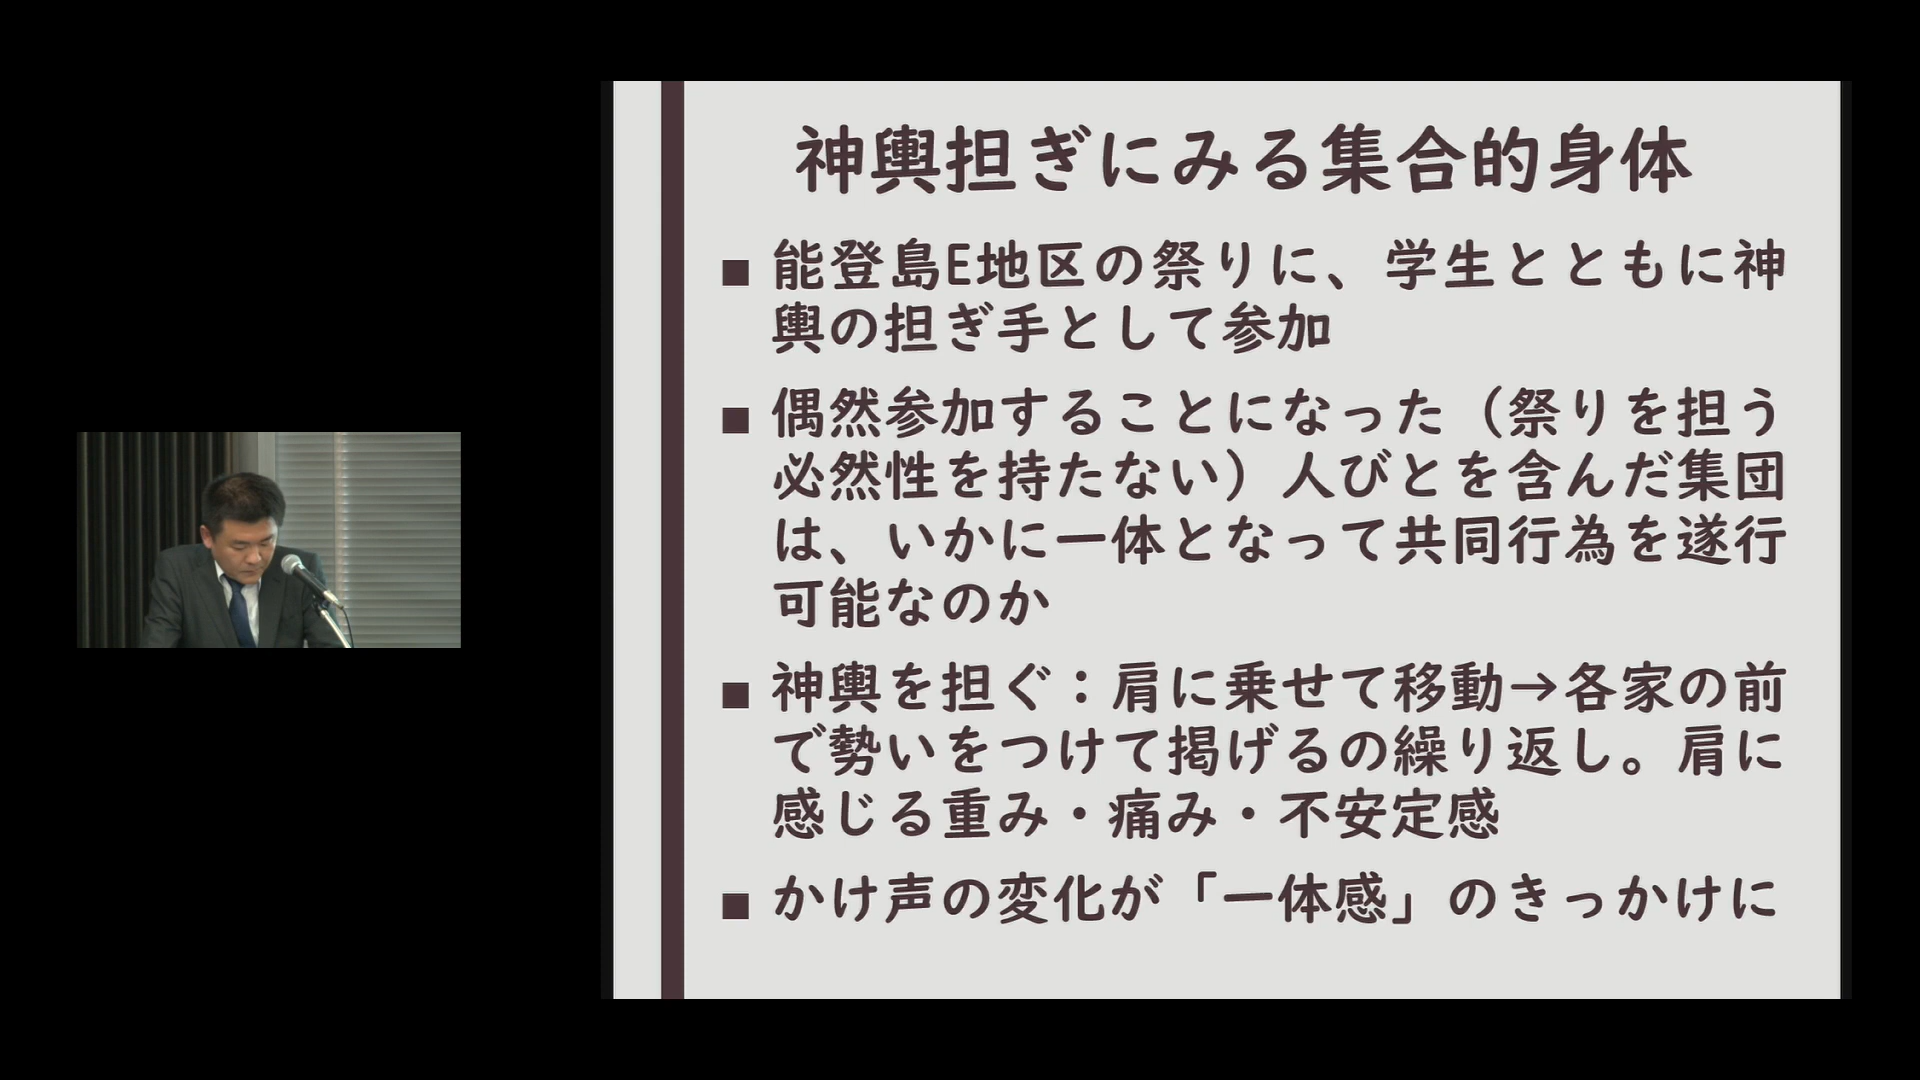 神輿担ぎにみる集合的身体
■ 能登島E地区の祭りに、学生とともに神
輿の担ぎ手として参加
■ 偶然参加することになった（祭りを担う
必然性を持たない）人びとを含んだ集団
は、いかに一体となって共同行為を遂行
可能なのか
■ 神輿を担ぐ：肩に乗せて移動→各家の前
で勢いをつけて掲げるの繰り返し。肩に
感じる重み・痛み・不安定感
■ かけ声の変化が「一体感」のきっかけに